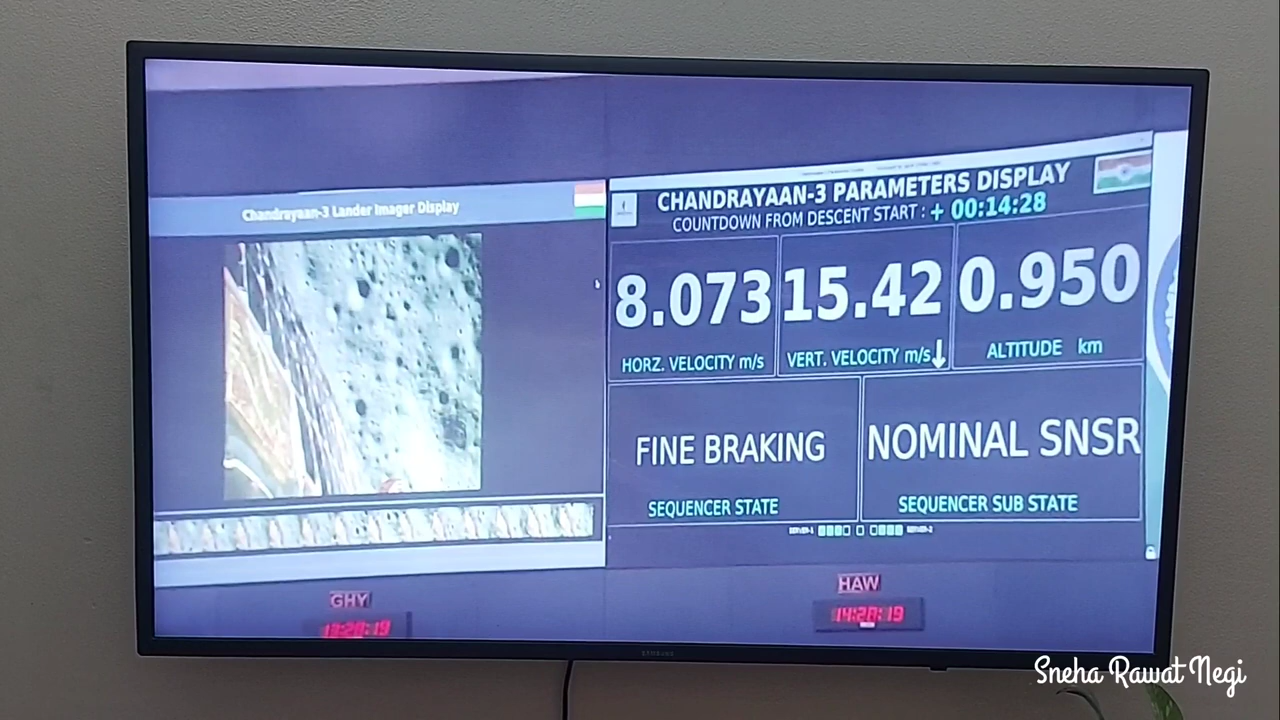 Chandrayaan-3 Lander Imager Display
CHANDRAYAAN-3 PARAMETERS DISPLAY
COUNTDOWN FROM DESCENT START : + 00:14:28
8.073
HORZ. VELOCITY m/s
15.42
VERT. VELOCITY m/s
0.950
ALTITUDE km
FINE BRAKING
SEQUENCER STATE
NOMINAL SNSR
SEQUENCER SUB STATE
GHY
HAW
14:28:19
SAMSUNG
Sneha Rawat Negi